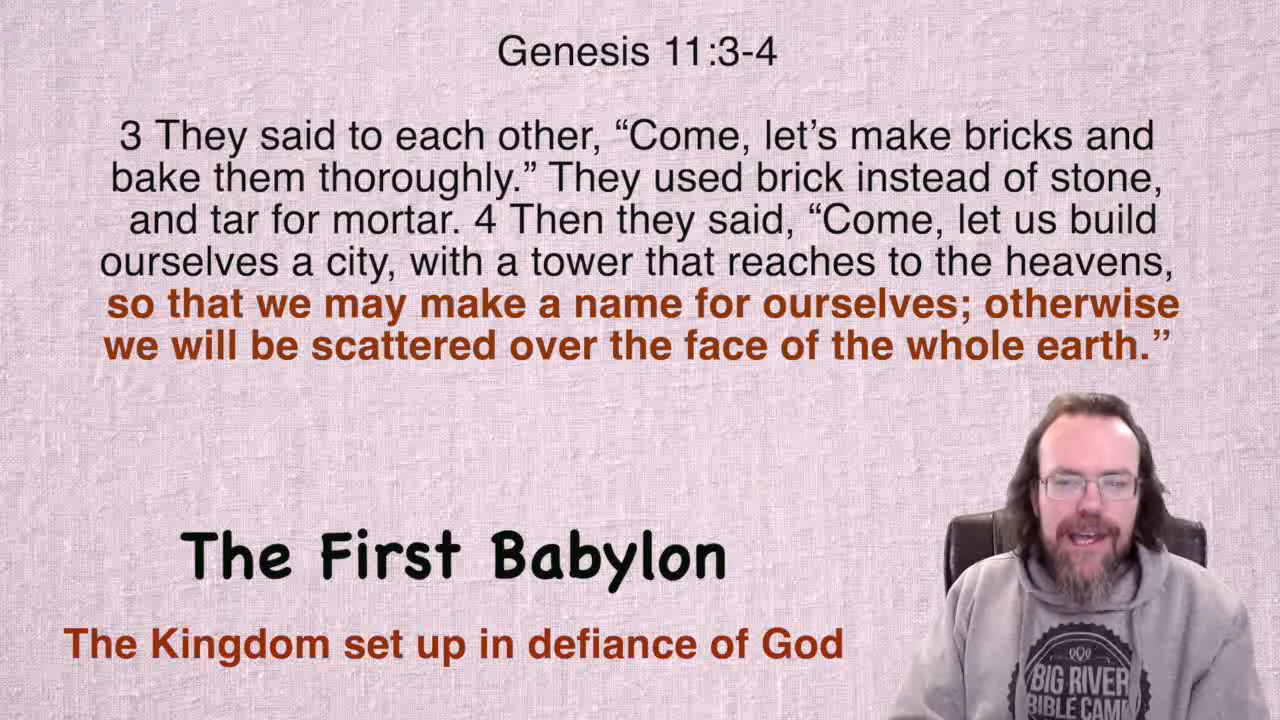 Genesis 11:3-4
3 They said to each other, “Come, let’s make bricks and
bake them thoroughly.” They used brick instead of stone,
and tar for mortar. 4 Then they said, “Come, let us build
ourselves a city, with a tower that reaches to the heavens,
so that we may make a name for ourselves; otherwise
we will be scattered over the face of the whole earth.”
The First Babylon
The Kingdom set up in defiance of God
BIG RIVER
BIBLE CAMP